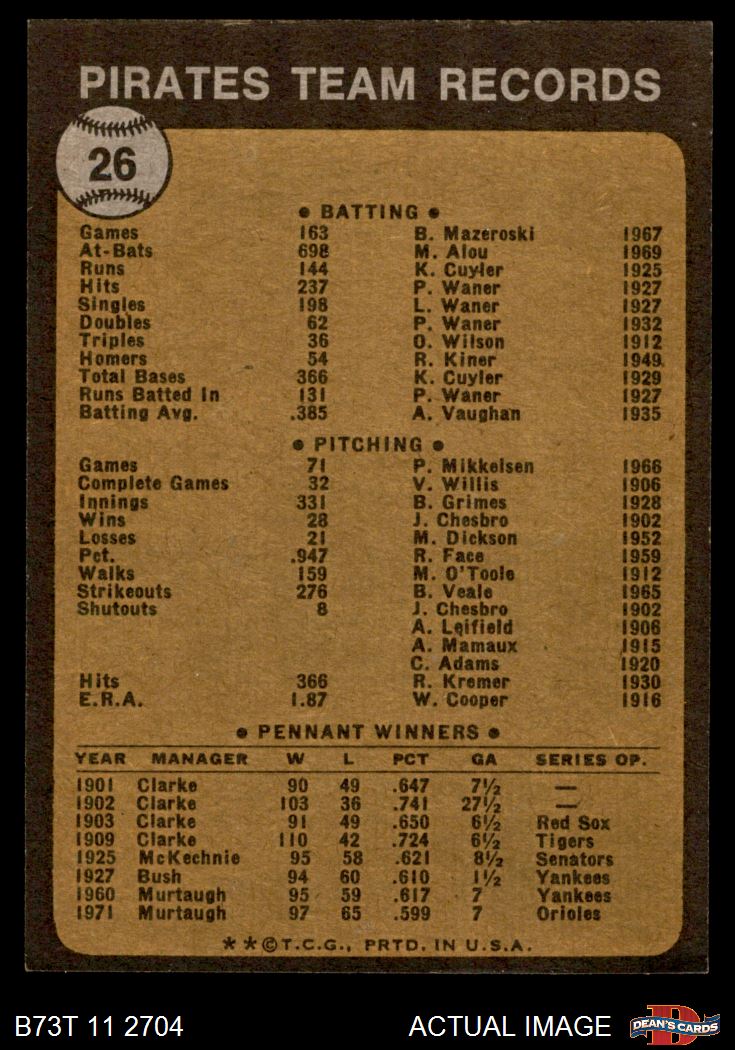 PIRATES TEAM RECORDS
26
● BATTING ●
Games 163 B. Mazeroski 1967
At-Bats 698 M. Alou 1969
Runs 144 K. Cuyler 1925
Hits 237 P. Waner 1927
Singles 198 L. Waner 1927
Doubles 62 P. Waner 1932
Triples 36 O. Wilson 1912
Homers 54 R. Kiner 1949
Total Bases 366 K. Cuyler 1929
Runs Batted In 131 P. Waner 1927
Batting Avg. .385 A. Vaughan 1935
● PITCHING ●
Games 71 P. Mikkelsen 1966
Complete Games 32 V. Willis 1906
Innings 331 B. Grimes 1928
Wins 28 J. Chesbro 1902
Losses 21 M. Dickson 1952
Pct. .947 R. Face 1959
Walks 159 M. O'Toole 1912
Strikeouts 276 B. Veale 1965
Shutouts 8 J. Chesbro 1902
A. Leifield 1906
A. Mamaux 1915
C. Adams 1920
Hits 366 R. Kremer 1930
E.R.A. 1.87 W. Cooper 1916
● PENNANT WINNERS ●
YEAR MANAGER W L PCT GA SERIES OP.
1901 Clarke 90 49 .647 7½ —
1902 Clarke 103 36 .741 27½ —
1903 Clarke 91 49 .650 6½ Red Sox
1909 Clarke 110 42 .724 6½ Tigers
1925 McKechnie 95 58 .621 8½ Senators
1927 Bush 94 60 .610 1½ Yankees
1960 Murtaugh 95 59 .617 7 Yankees
1971 Murtaugh 97 65 .599 7 Orioles
★ ★ © T.C.G., PRTD. IN U.S.A.
B73T 11 2704 ACTUAL IMAGE D DEAN'S CARDS